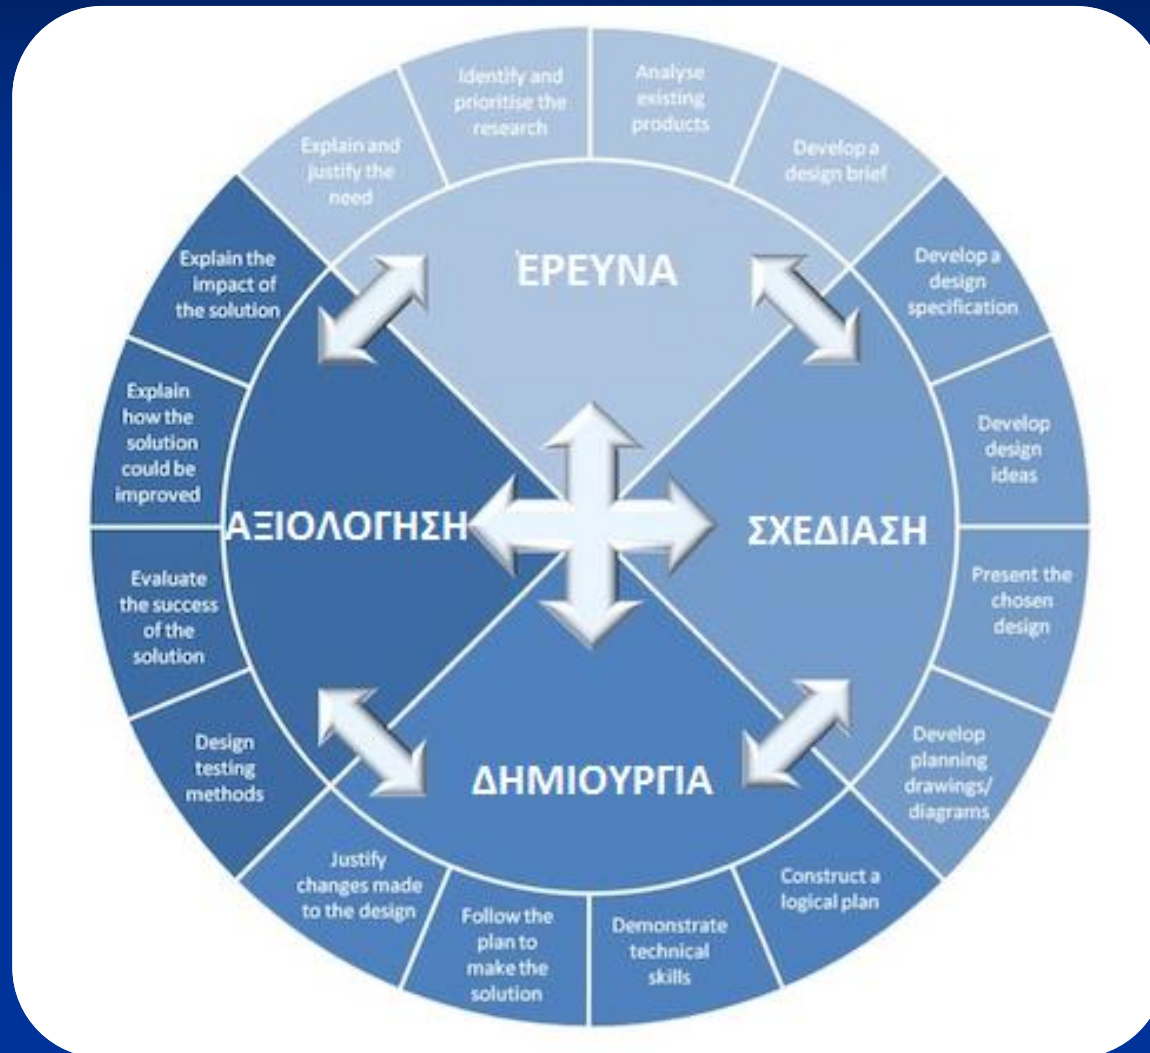 Identify and
prioritise the
research
Analyse
existing
products
Explain and
justify the
need
Develop a
design brief
Explain the
impact of
the solution
ΈΡΕΥΝΑ
Develop a
design
specification
Explain
how the
solution
could be
improved
Develop
design
ideas
ΑΞΙΟΛΟΓΗΣΗ
ΣΧΕΔΙΑΣΗ
Evaluate
the success
of the
solution
Present the
chosen
design
Design
testing
methods
ΔΗΜΙΟΥΡΓΙΑ
Develop
planning
drawings/
diagrams
Justify
changes made
to the design
Follow the
plan to
make the
solution
Demonstrate
technical
skills
Construct a
logical plan